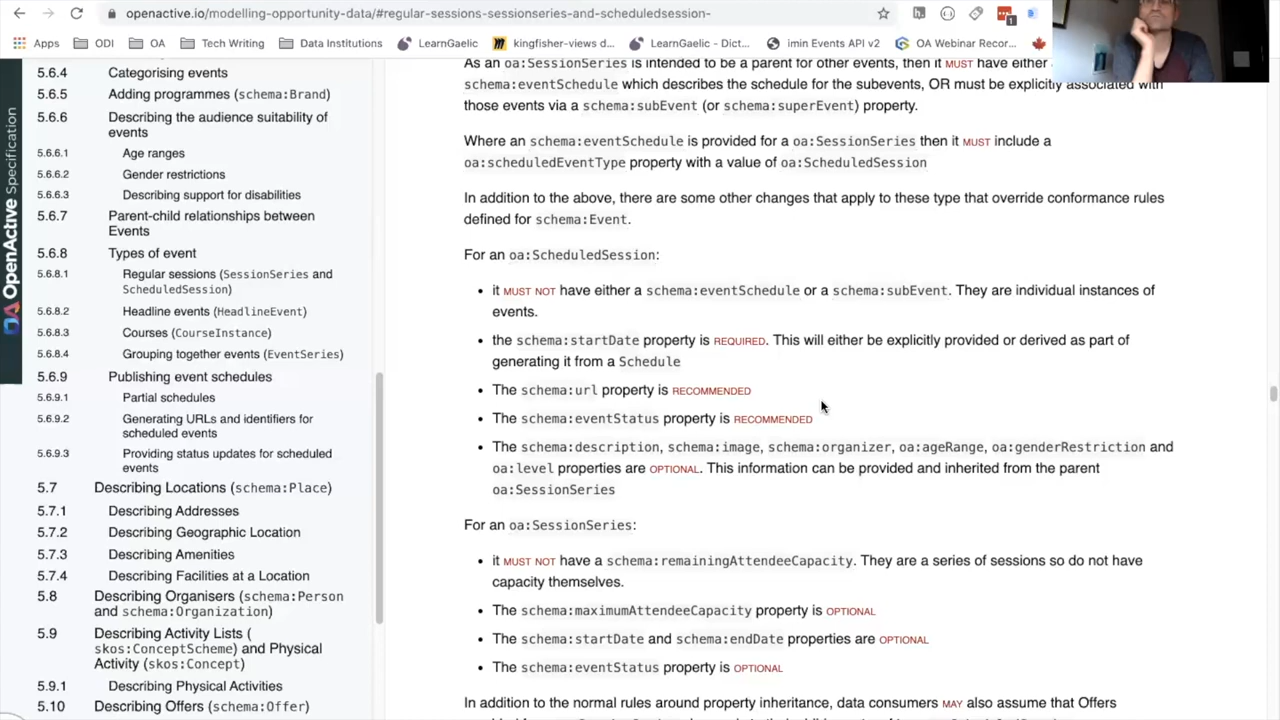 openactive.io/modelling-opportunity-data/#regular-sessions-sessionseries-and-scheduledsession-
1
Apps
ODI
OA
Tech Writing
Data Institutions
LearnGaelic
kingfisher-views d...
LearnGaelic - Dict...
imin Events API v2
OA Webinar Recor...
OpenActive Specification
5.6.4 Categorising events
5.6.5 Adding programmes (schema:Brand)
5.6.6 Describing the audience suitability of
events
5.6.6.1 Age ranges
5.6.6.2 Gender restrictions
5.6.6.3 Describing support for disabilities
5.6.7 Parent-child relationships between
Events
5.6.8 Types of event
5.6.8.1 Regular sessions (SessionSeries and
ScheduledSession)
5.6.8.2 Headline events (HeadlineEvent)
5.6.8.3 Courses (CourseInstance)
5.6.8.4 Grouping together events (EventSeries)
5.6.9 Publishing event schedules
5.6.9.1 Partial schedules
5.6.9.2 Generating URLs and identifiers for
scheduled events
5.6.9.3 Providing status updates for scheduled
events
5.7 Describing Locations (schema:Place)
5.7.1 Describing Addresses
5.7.2 Describing Geographic Location
5.7.3 Describing Amenities
5.7.4 Describing Facilities at a Location
5.8 Describing Organisers (schema:Person
and schema:Organization)
5.9 Describing Activity Lists (
skos:ConceptScheme) and Physical
Activity (skos:Concept)
5.9.1 Describing Physical Activities
5.10 Describing Offers (schema:Offer)
As an oa:SessionSeries is intended to be a parent for other events, then it MUST have either
schema:eventSchedule which describes the schedule for the subevents, OR must be explicitly associated with
those events via a schema:subEvent (or schema:superEvent) property.
Where an schema:eventSchedule is provided for a oa:SessionSeries then it MUST include a
oa:scheduledEventType property with a value of oa:ScheduledSession
In addition to the above, there are some other changes that apply to these type that override conformance rules
defined for schema:Event.
For an oa:ScheduledSession:
• it MUST NOT have either a schema:eventSchedule or a schema:subEvent. They are individual instances of
events.
• the schema:startDate property is REQUIRED. This will either be explicitly provided or derived as part of
generating it from a Schedule
• The schema:url property is RECOMMENDED
• The schema:eventStatus property is RECOMMENDED
• The schema:description, schema:image, schema:organizer, oa:ageRange, oa:genderRestriction and
oa:level properties are OPTIONAL. This information can be provided and inherited from the parent
oa:SessionSeries
For an oa:SessionSeries:
• it MUST NOT have a schema:remainingAttendeeCapacity. They are a series of sessions so do not have
capacity themselves.
• The schema:maximumAttendeeCapacity property is OPTIONAL
• The schema:startDate and schema:endDate properties are OPTIONAL
• The schema:eventStatus property is OPTIONAL
In addition to the normal rules around property inheritance, data consumers MAY also assume that Offers